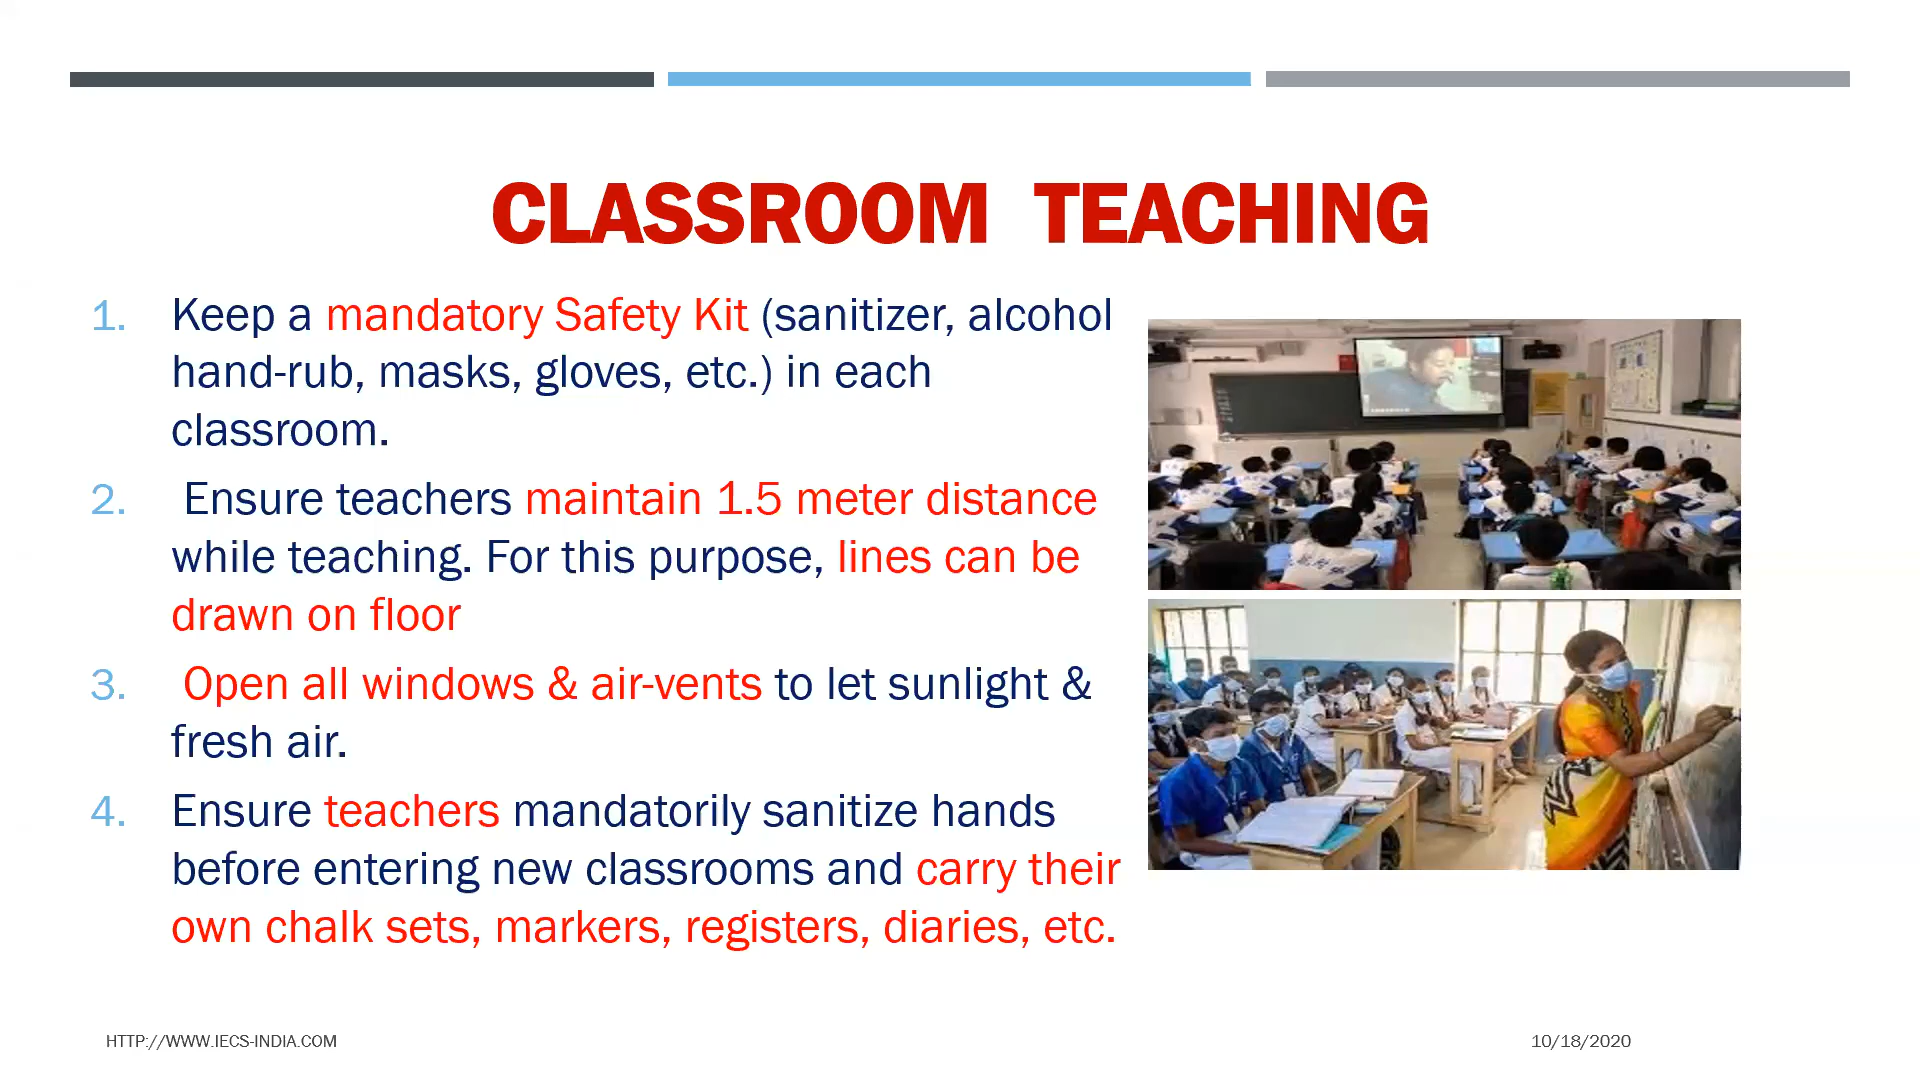 CLASSROOM TEACHING
1. Keep a mandatory Safety Kit (sanitizer, alcohol
hand-rub, masks, gloves, etc.) in each
classroom.
2. Ensure teachers maintain 1.5 meter distance
while teaching. For this purpose, lines can be
drawn on floor
3. Open all windows & air-vents to let sunlight &
fresh air.
4. Ensure teachers mandatorily sanitize hands
before entering new classrooms and carry their
own chalk sets, markers, registers, diaries, etc.
HTTP://WWW.IECS-INDIA.COM
10/18/2020